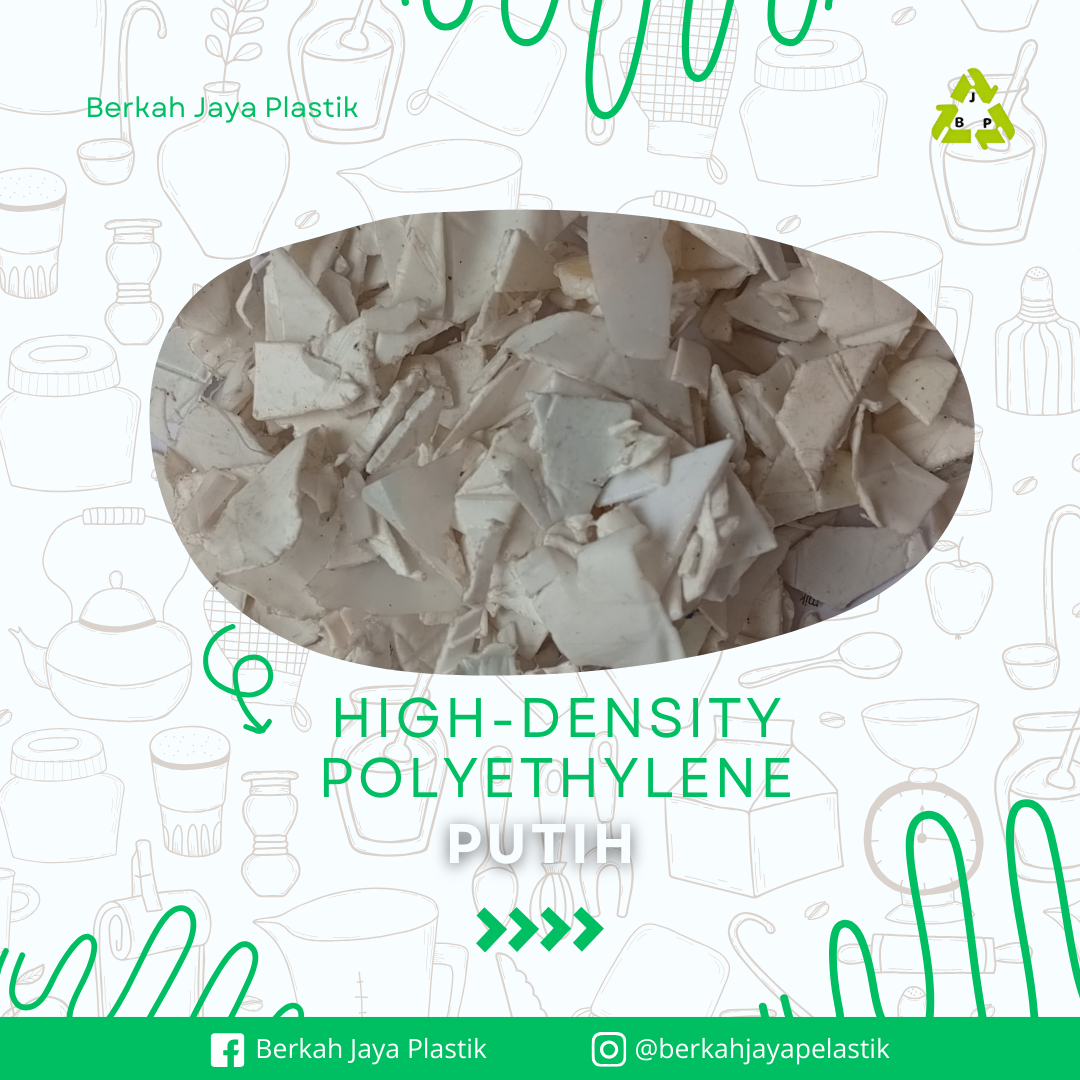 Berkah Jaya Plastik
J
B P
HIGH-DENSITY
POLYETHYLENE
PUTIH
Berkah Jaya Plastik
@berkahjayapelastik